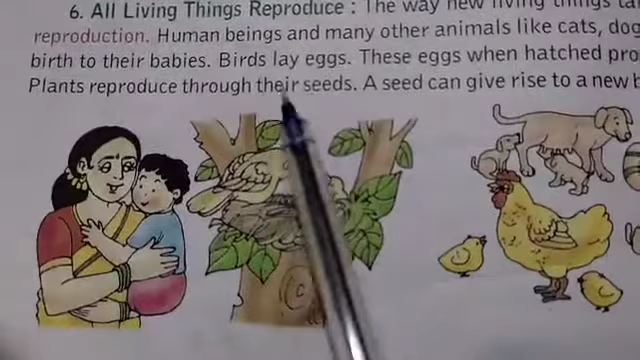 6. All Living Things Reproduce : The way new living things
reproduction. Human beings and many other animals like cats,
birth to their babies. Birds lay eggs. These eggs when hatched
Plants reproduce through their seeds. A seed can give rise to a new